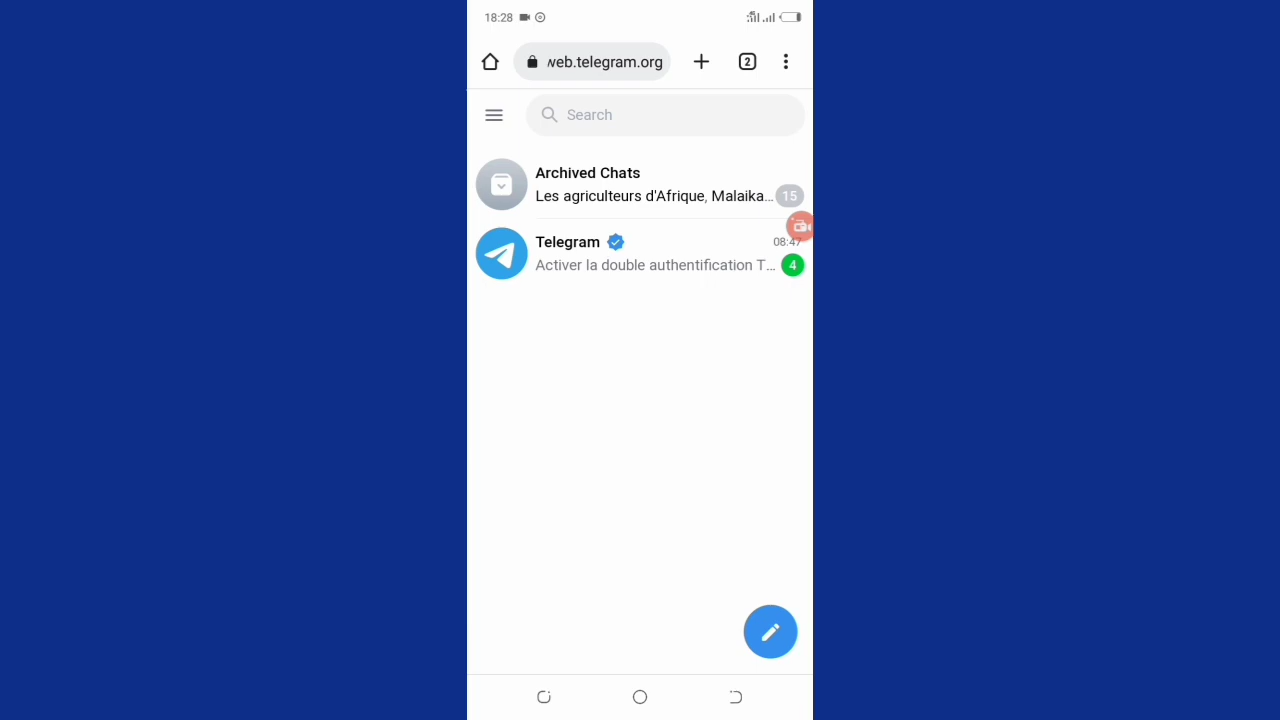 18:28
web.telegram.org
2
Search
Archived Chats
Les agriculteurs d'Afrique, Malaika...
15
Telegram
08:47
Activer la double authentification T...
4